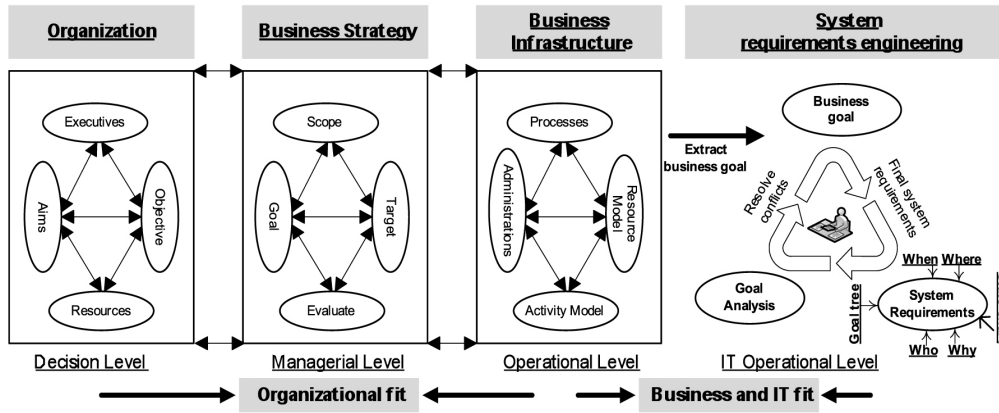 Organization
Business Strategy
Business
Infrastructure
System
requirements engineering
Executives
Aims
Objective
Resources
Scope
Goal
Target
Evaluate
Processes
Administrations
Resource
Model
Activity Model
Extract
business goal
Business
goal
Resolve
conflicts
Final system
requirements
Goal
Analysis
When Where
Goal tree
System
Requirements
Who Why
Decision Level
Managerial Level
Operational Level
IT Operational Level
Organizational fit
Business and IT fit